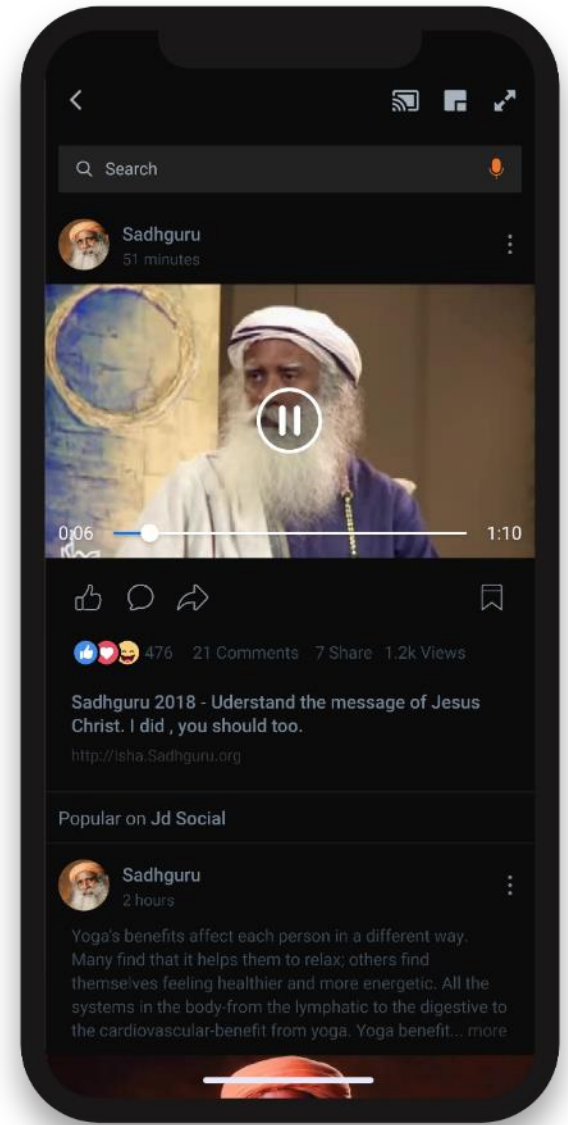 Search
Sadhguru
51 minutes
0:06
1:10
476 21 Comments 7 Share 1.2k Views
Sadhguru 2018 - Uderstand the message of Jesus
Christ. I did , you should too.
http://Isha.Sadhguru.org
Popular on Jd Social
Sadhguru
2 hours
Yoga's benefits affect each person in a different way.
Many find that it helps them to relax; others find
themselves feeling healthier and more energetic. All the
systems in the body-from the lymphatic to the digestive to
the cardiovascular-benefit from yoga. Yoga benefit... more